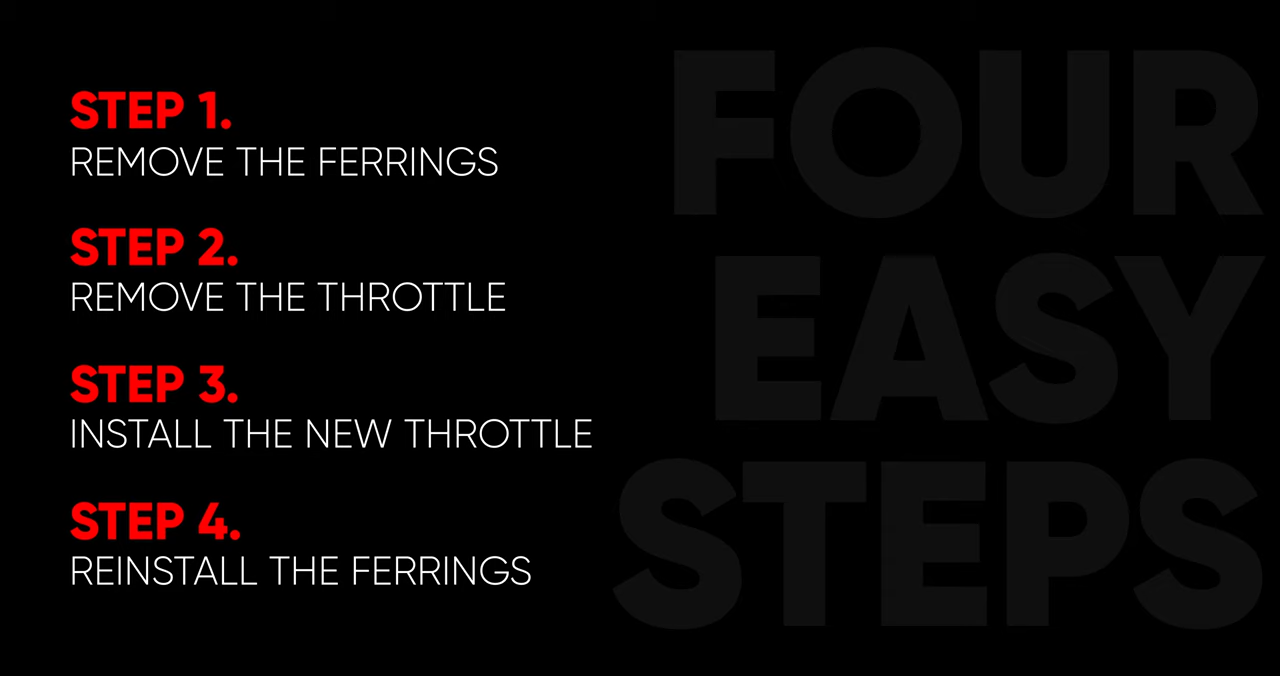 STEP 1.
REMOVE THE FERRINGS
STEP 2.
REMOVE THE THROTTLE
STEP 3.
INSTALL THE NEW THROTTLE
STEP 4.
REINSTALL THE FERRINGS
FOUR
EASY
STEPS